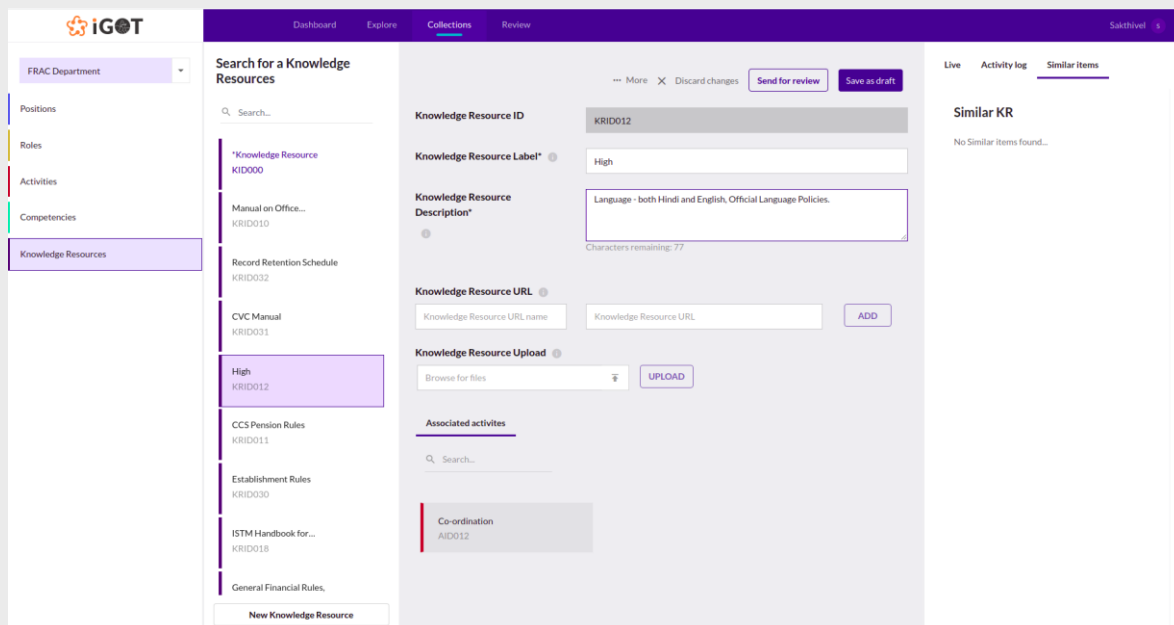 iGOT
Dashboard
Explore
Collections
Review
Sakthivel
s
FRAC Department
Positions
Roles
Activities
Competencies
Knowledge Resources
Search for a Knowledge
Resources
Search...
*Knowledge Resource
KID000
Manual on Office...
KRID010
Record Retention Schedule
KRID032
CVC Manual
KRID031
High
KRID012
CCS Pension Rules
KRID011
Establishment Rules
KRID030
ISTM Handbook for...
KRID018
General Financial Rules,
New Knowledge Resource
More
Discard changes
Send for review
Save as draft
Knowledge Resource ID
KRID012
Knowledge Resource Label*
High
Knowledge Resource
Description*
Language - both Hindi and English, Official Language Policies.
Characters remaining: 77
Knowledge Resource URL
Knowledge Resource URL name
Knowledge Resource URL
ADD
Knowledge Resource Upload
Browse for files
UPLOAD
Associated activites
Search...
Co-ordination
AID012
Live
Activity log
Similar items
Similar KR
No Similar items found...